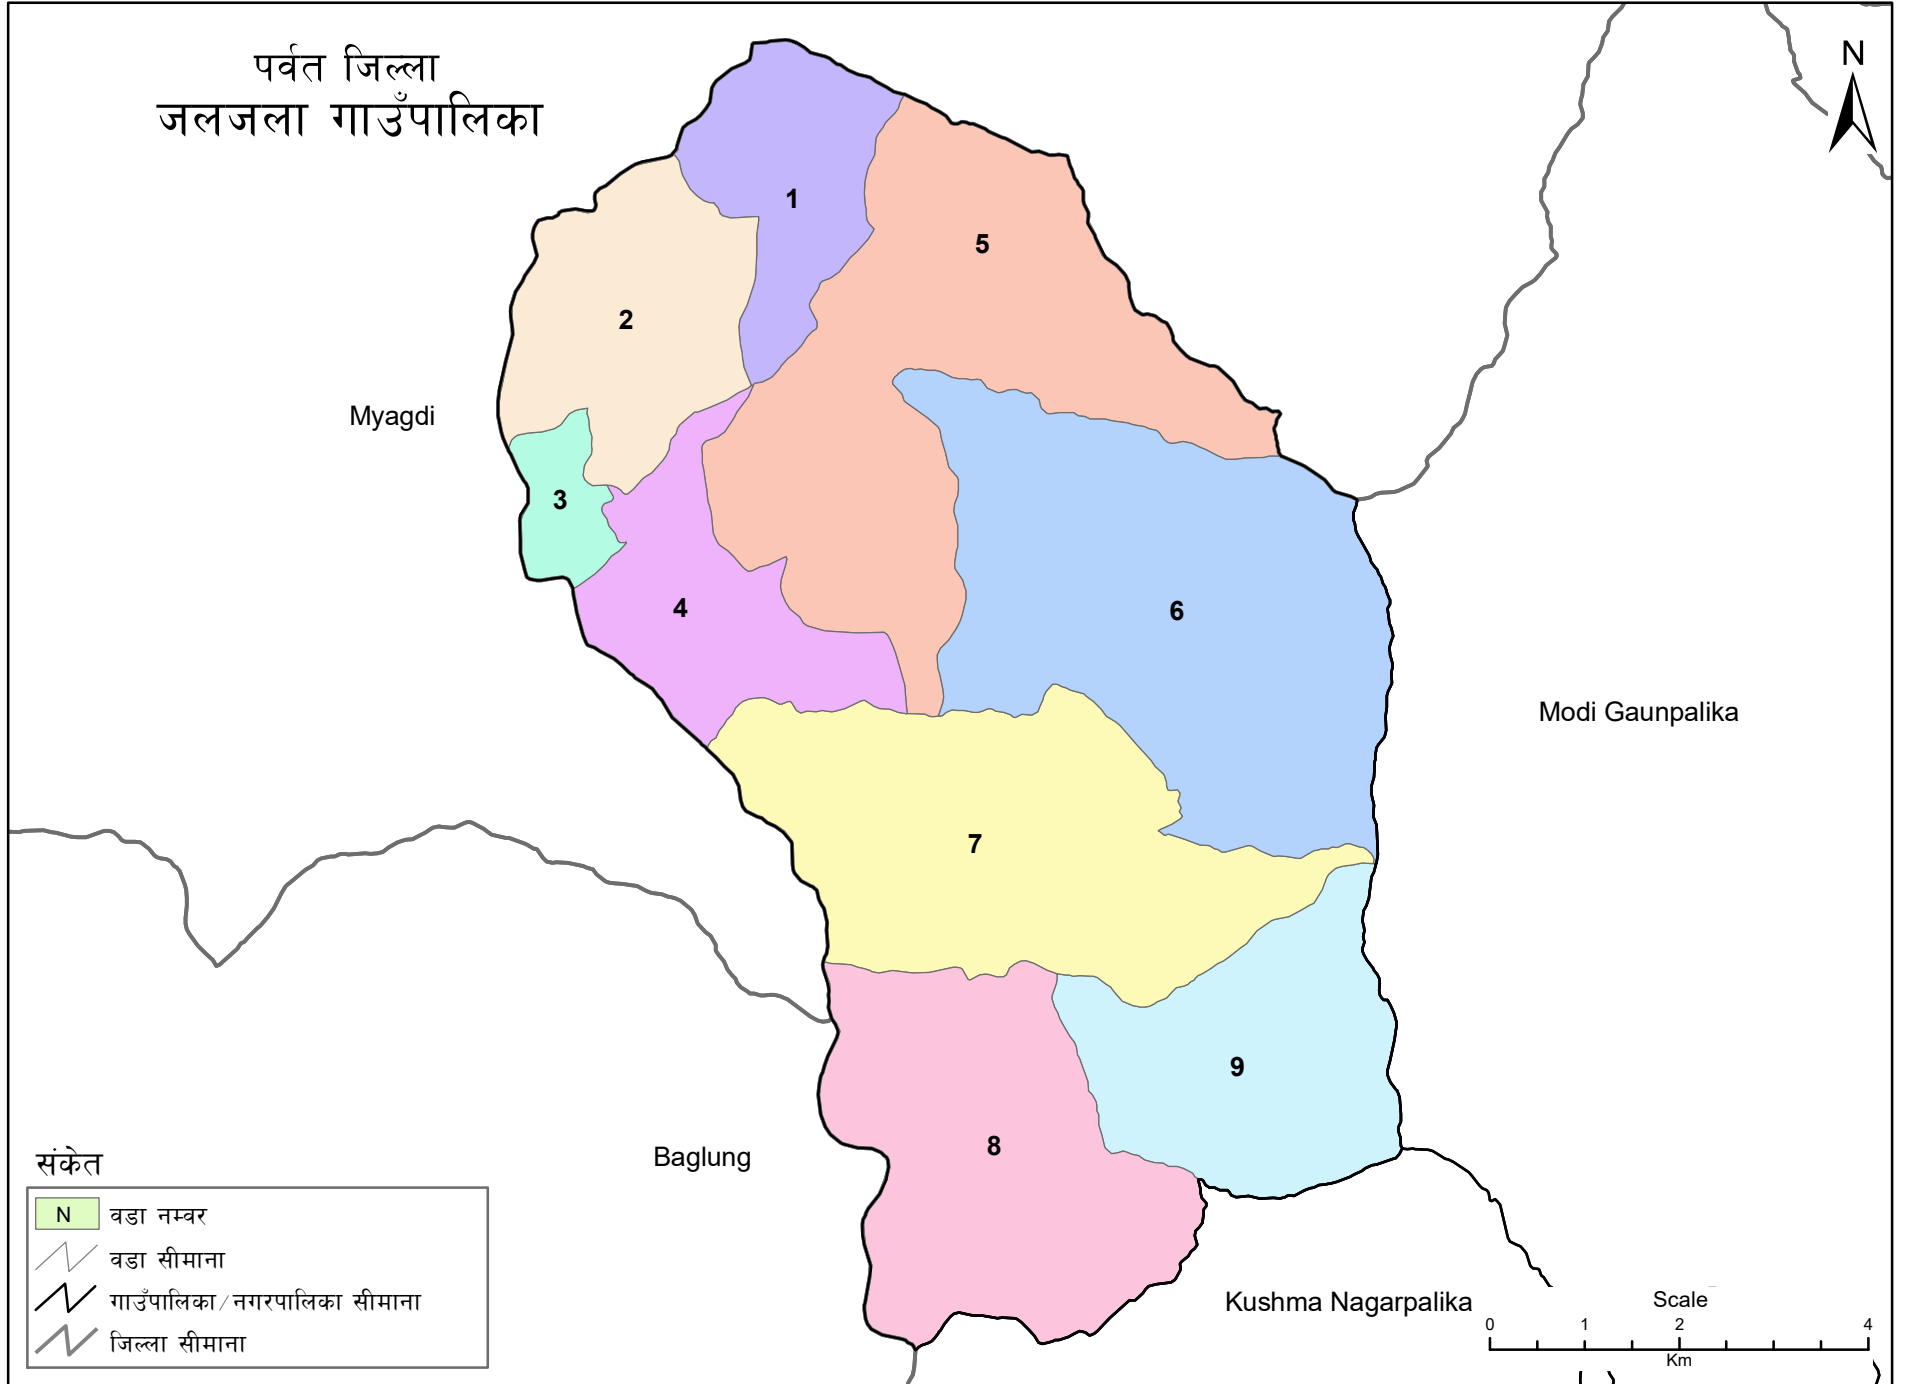 पर्वत जिल्ला
जलजला गाउँपालिका
N
1
5
2
Myagdi
3
4
6
Modi Gaunpalika
7
9
8
Baglung
Kushma Nagarpalika
संकेत
N वडा नम्वर
वडा सीमाना
गाउँपालिका/नगरपालिका सीमाना
जिल्ला सीमाना
Scale
0 1 2 4
Km